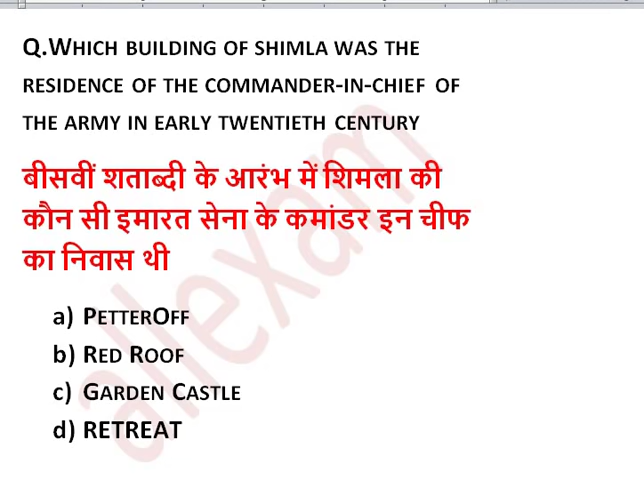 Q.WHICH BUILDING OF SHIMLA WAS THE
RESIDENCE OF THE COMMANDER-IN-CHIEF OF
THE ARMY IN EARLY TWENTIETH CENTURY
बीसवीं शताब्दी के आरंभ में शिमला की
कौन सी इमारत सेना के कमांडर इन चीफ
का निवास थी
a) PETTEROFF
b) RED ROOF
c) GARDEN CASTLE
d) RETREAT
allexam